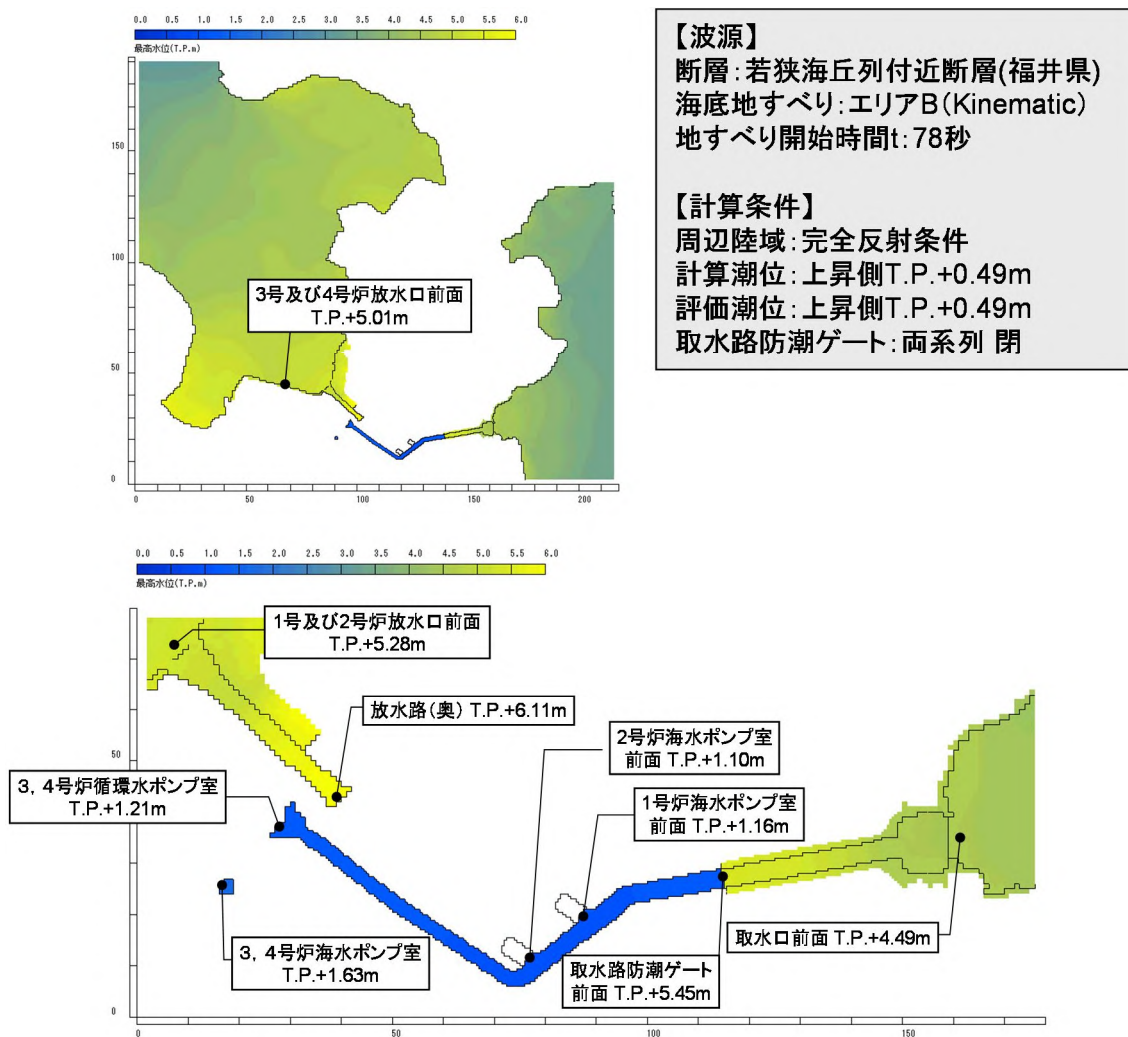 0.0 0.5 1.0 1.5 2.0 2.5 3.0 3.5 4.0 4.5 5.0 5.5 6.0
最高水位(T.P.m)
150
100
50
0
0 50 100 150 200
3号及び4号炉放水口前面
T.P.+5.01m
【波源】
断層:若狭海丘列付近断層(福井県)
海底地すべり:エリアB(Kinematic)
地すべり開始時間t:78秒
【計算条件】
周辺陸域:完全反射条件
計算潮位:上昇側T.P.+0.49m
評価潮位:上昇側T.P.+0.49m
取水路防潮ゲート:両系列 閉
0.0 0.5 1.0 1.5 2.0 2.5 3.0 3.5 4.0 4.5 5.0 5.5 6.0
最高水位(T.P.m)
1号及び2号炉放水口前面
T.P.+5.28m
放水路(奥) T.P.+6.11m
2号炉海水ポンプ室
前面 T.P.+1.10m
3,4号炉循環水ポンプ室
T.P.+1.21m
1号炉海水ポンプ室
前面 T.P.+1.16m
3,4号炉海水ポンプ室
T.P.+1.63m
取水路防潮ゲート
前面 T.P.+5.45m
取水口前面 T.P.+4.49m
50
0
0 50 100 150